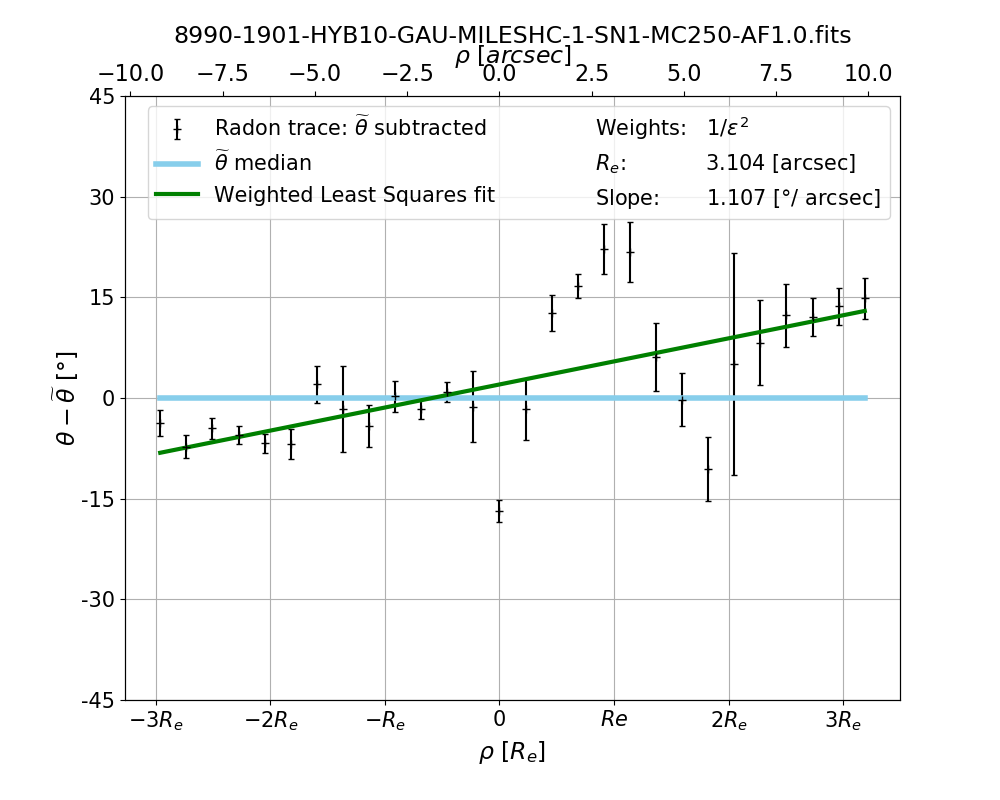 8990-1901-HYB10-GAU-MILESHC-1-SN1-MC250-AF1.0.fits
ρ [arcsec]
−10.0 −7.5 −5.0 −2.5 0.0 2.5 5.0 7.5 10.0
Radon trace: θ̃ subtracted
θ̃ median
Weighted Least Squares fit
Weights: 1/ε²
Rₑ: 3.104 [arcsec]
Slope: 1.107 [°/ arcsec]
θ − θ̃ [°]
45
30
15
0
-15
-30
-45
−3Rₑ −2Rₑ −Rₑ 0 Re 2Rₑ 3Rₑ
ρ [Rₑ]